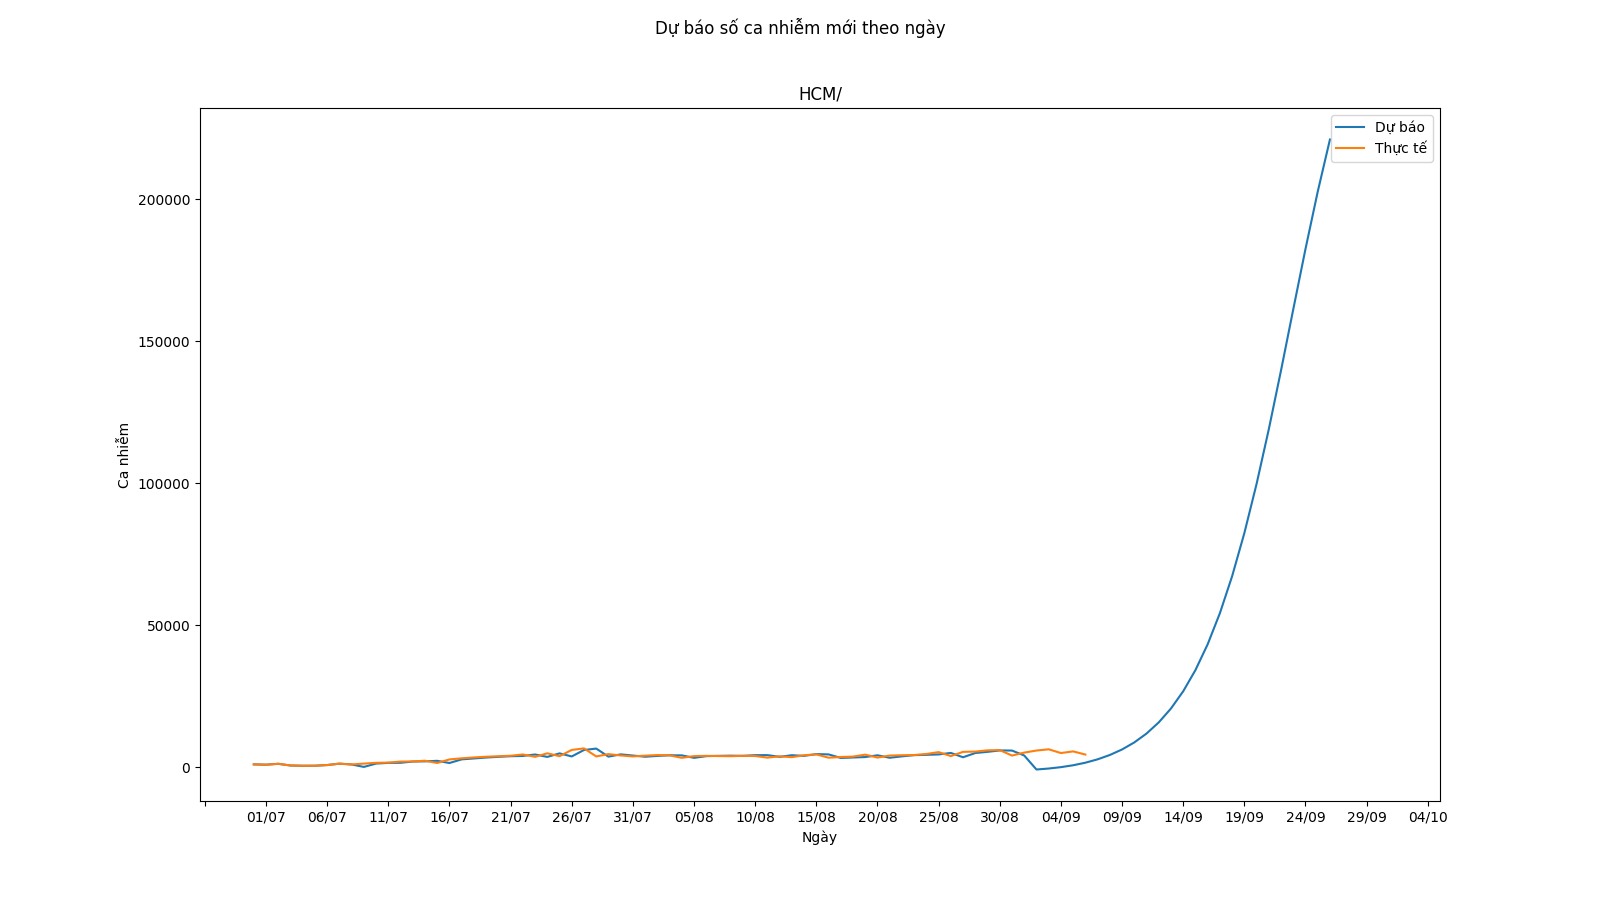 Dự báo số ca nhiễm mới theo ngày
HCM/
Dự báo
Thực tế
200000
150000
100000
50000
0
Ca nhiễm
01/07 06/07 11/07 16/07 21/07 26/07 31/07 05/08 10/08 15/08 20/08 25/08 30/08 04/09 09/09 14/09 19/09 24/09 29/09 04/10
Ngày